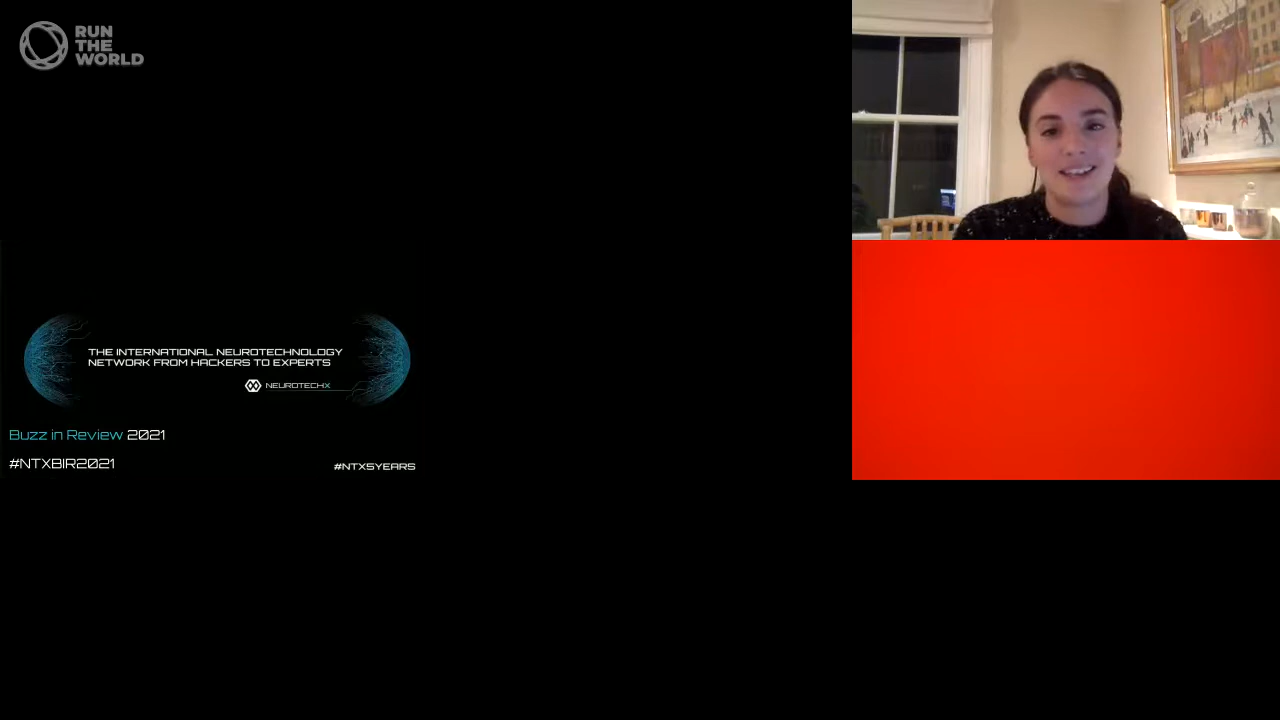 RUN
THE
WORLD
THE INTERNATIONAL NEUROTECHNOLOGY
NETWORK FROM HACKERS TO EXPERTS
NEUROTECHX
Buzz in Review 2021
#NTXBIR2021
#NTX5YEARS